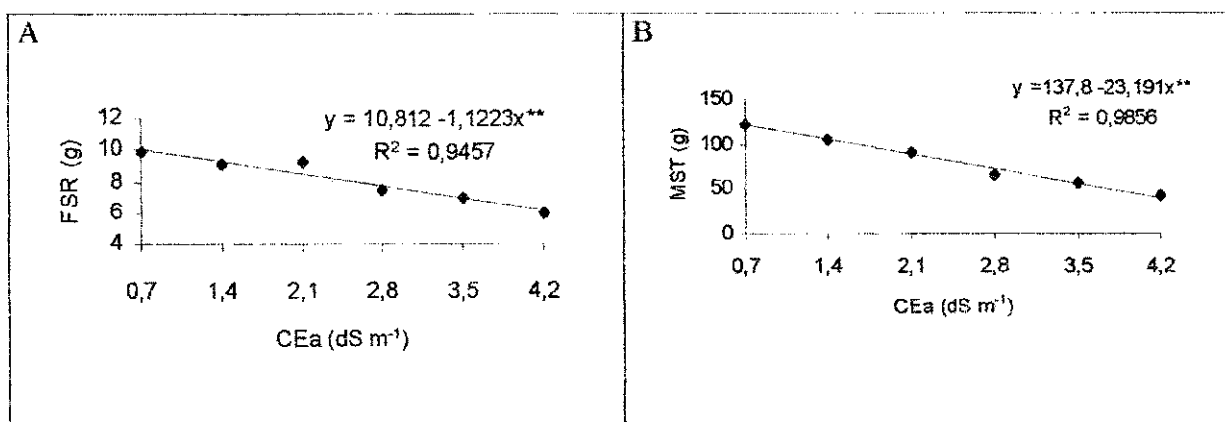 A
y = 10,812 -1,1223x**
R² = 0,9457
12
10
8
6
4
FSR (g)
0,7 1,4 2,1 2,8 3,5 4,2
CEa (dS m⁻¹)
B
y =137,8 -23,191x**
R² = 0,9856
150
100
50
0
MST (g)
0,7 1,4 2,1 2,8 3,5 4,2
CEa (dS m⁻¹)